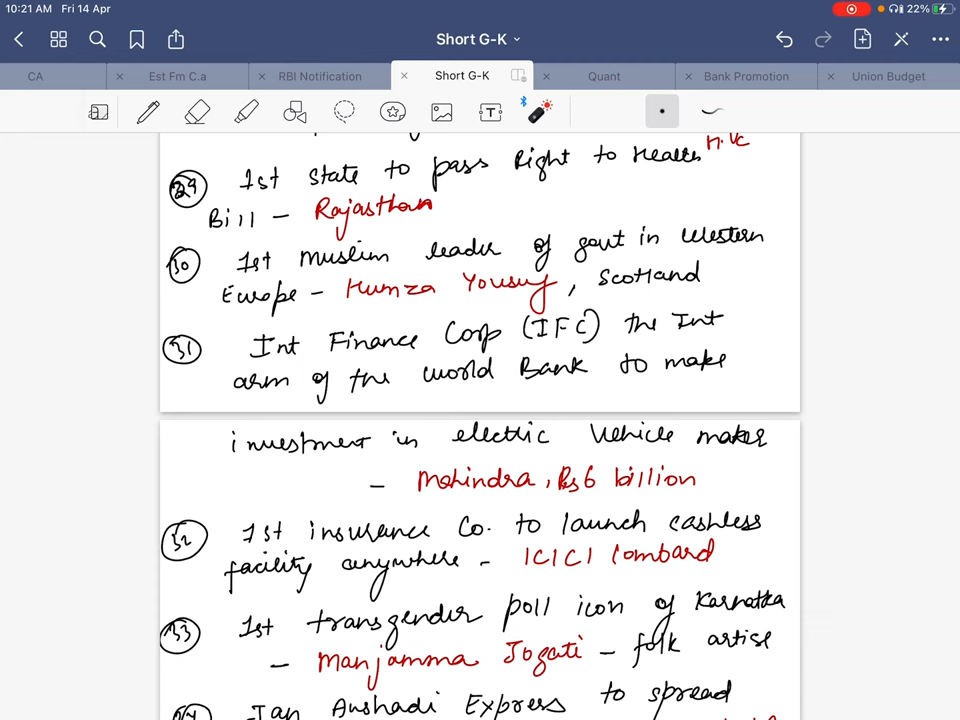 10:21 AM Fri 14 Apr 22%
Short G-K
CA Est Fm C.a RBI Notification Short G-K Quant Bank Promotion Union Budget
29 1st state to pass Right to Health
Bill - Rajasthan
30 1st muslim leader of govt in western
Europe - Humza Yousuf, Scotland
31 Int Finance Corp (IFC) the Int
arm of the world Bank to make
investment in electric vehicle maker
- Mahindra, Rs 6 billion
32 1st insurance Co. to launch cashless
facility anywhere - ICICI Lombard
33 1st transgender poll icon of Karnatka
- Manjamma Jogati - folk artist
Jan Aushadi Express to spread